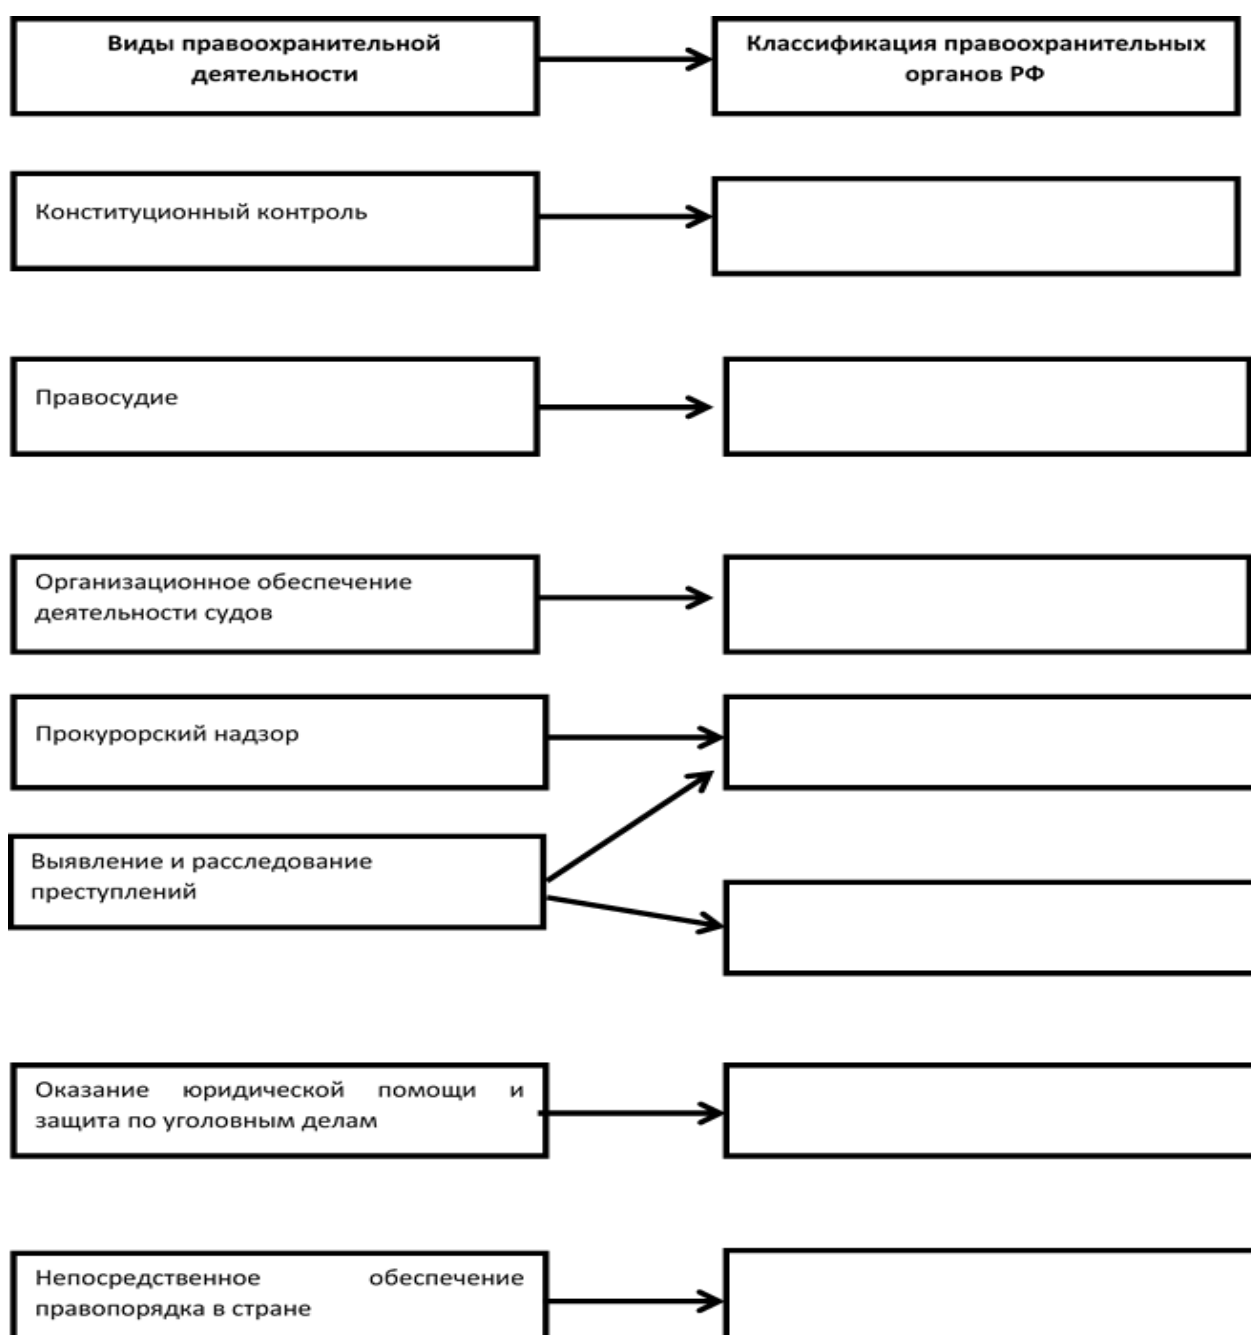 Виды правоохранительной
деятельности
Классификация правоохранительных
органов РФ
Конституционный контроль
Правосудие
Организационное обеспечение
деятельности судов
Прокурорский надзор
Выявление и расследование
преступлений
Оказание юридической помощи и
защита по уголовным делам
Непосредственное обеспечение
правопорядка в стране